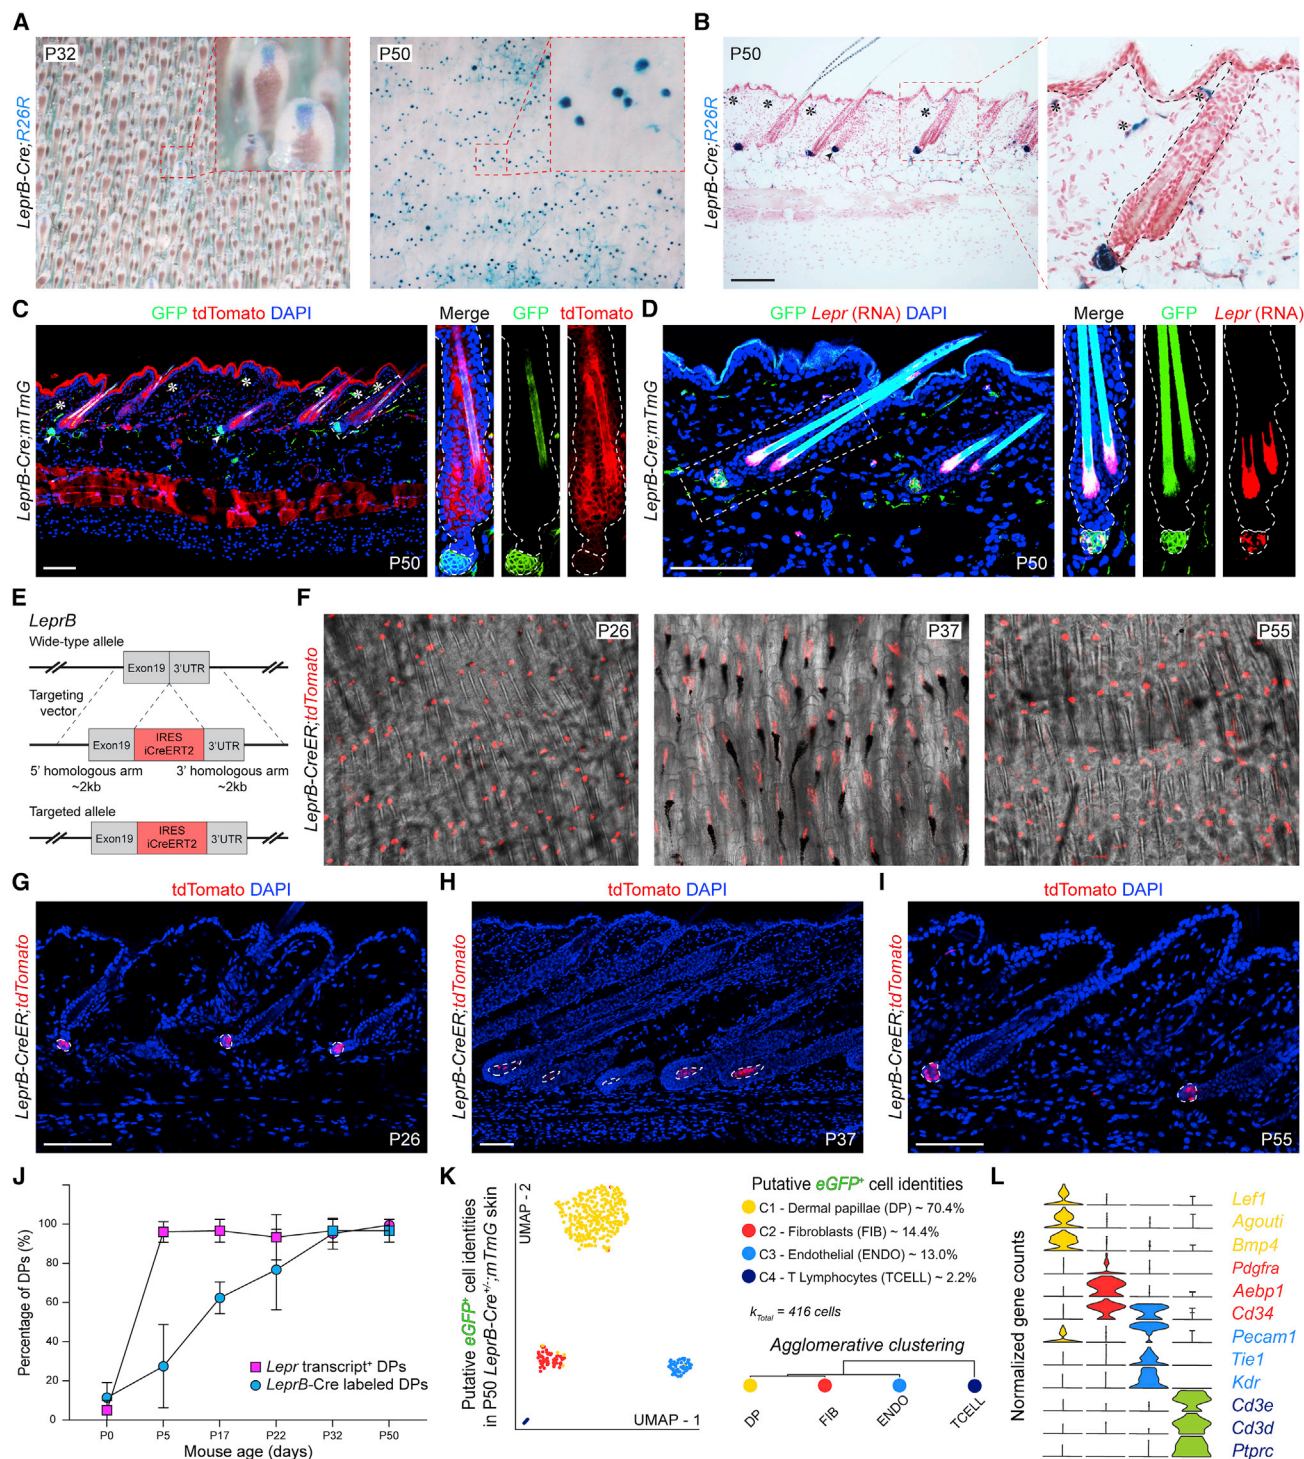 A
P32
P50
LeprB-Cre;R26R
B
P50
LeprB-Cre;R26R
C
GFP tdTomato DAPI
Merge
GFP
tdTomato
LeprB-Cre;mTmG
P50
D
GFP Lepr (RNA) DAPI
Merge
GFP
Lepr (RNA)
LeprB-Cre;mTmG
P50
E
LeprB
Wide-type allele
Exon19
3'UTR
Targeting
vector
Exon19
IRES
iCreERT2
3'UTR
5' homologous arm
~2kb
3' homologous arm
~2kb
Targeted allele
Exon19
IRES
iCreERT2
3'UTR
F
LeprB-CreER;tdTomato
P26
P37
P55
G
tdTomato DAPI
LeprB-CreER;tdTomato
P26
H
tdTomato DAPI
LeprB-CreER;tdTomato
P37
I
tdTomato DAPI
LeprB-CreER;tdTomato
P55
J
Percentage of DPs (%)
100
80
60
40
20
0
P0
P5
P17
P22
P32
P50
Mouse age (days)
Lepr transcript+ DPs
LeprB-Cre labeled DPs
K
Putative eGFP+ cell identities
in P50 LeprB-Cre+/-;mTmG skin
UMAP - 2
UMAP - 1
Putative eGFP+ cell identities
C1 - Dermal papillae (DP) ~ 70.4%
C2 - Fibroblasts (FIB) ~ 14.4%
C3 - Endothelial (ENDO) ~ 13.0%
C4 - T Lymphocytes (TCELL) ~ 2.2%
kTotal = 416 cells
Agglomerative clustering
DP
FIB
ENDO
TCELL
L
Normalized gene counts
Lef1
Agouti
Bmp4
Pdgfra
Aebp1
Cd34
Pecam1
Tie1
Kdr
Cd3e
Cd3d
Ptprc